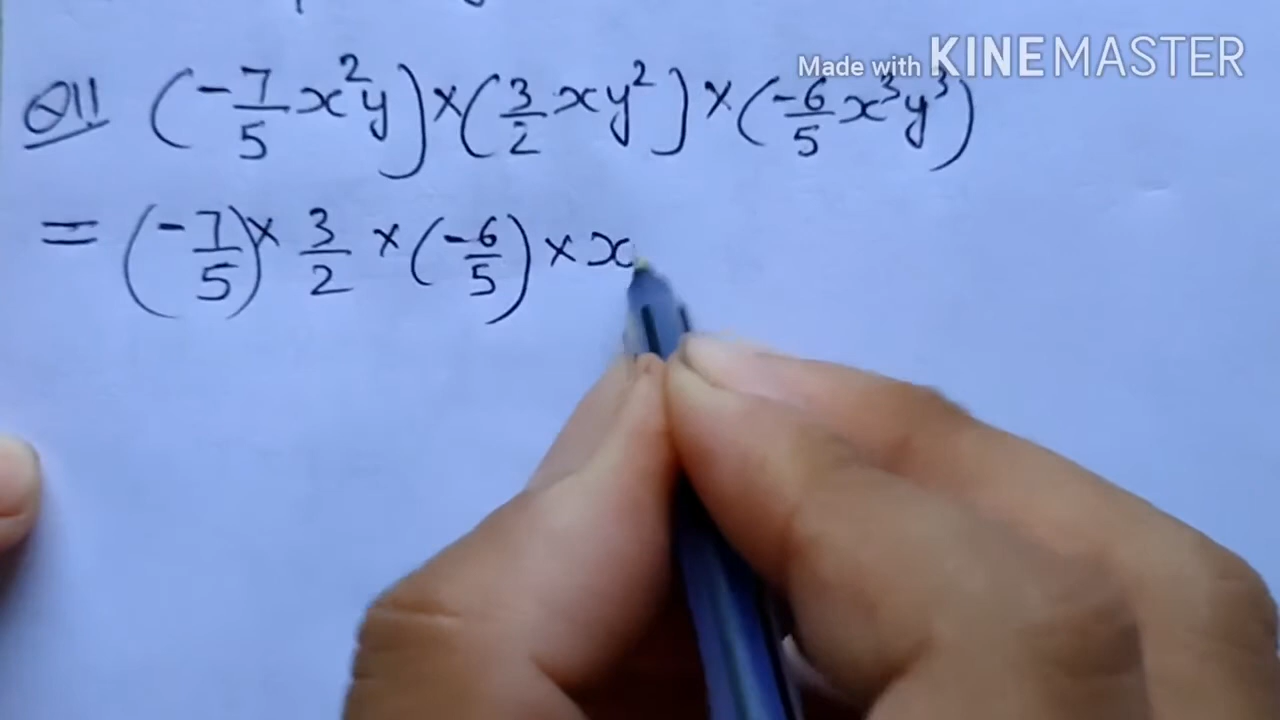 Made with KINEMASTER
Q11 (-7/5 x²y) × (3/2 xy²) × (-6/5 x³y³)
= (-7/5) × 3/2 × (-6/5) × x